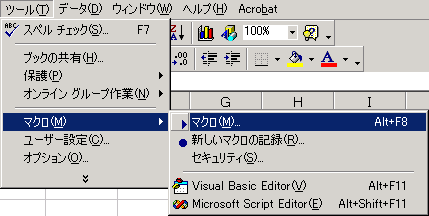 ツール(T) データ(D) ウィンドウ(W) ヘルプ(H) Acrobat
ABC スペル チェック(S)... F7
100%
ブックの共有(H)...
保護(P)
.00
オンライン グループ作業(N)
G H I
マクロ(M)
マクロ(M)... Alt+F8
ユーザー設定(C)...
新しいマクロの記録(R)...
オプション(O)...
セキュリティ(S)...
Visual Basic Editor(V) Alt+F11
Microsoft Script Editor(E) Alt+Shift+F11